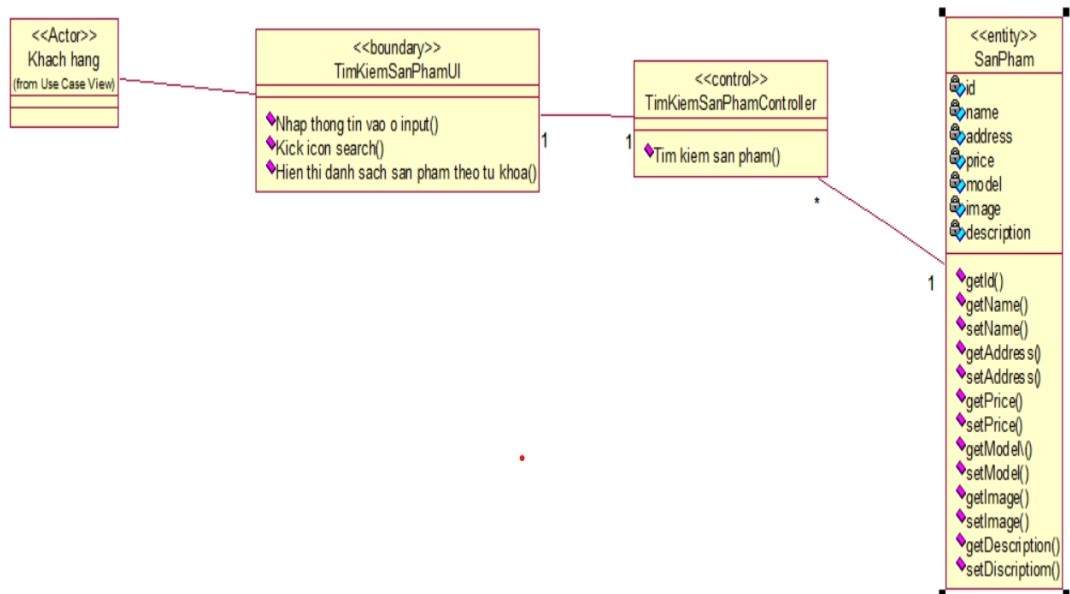 <<Actor>>
Khach hang
(from Use Case View)
<<boundary>>
TimKiemSanPhamUI
Nhap thong tin vao o input()
Kick icon search()
Hien thi danh sach san pham theo tu khoa()
1
1
<<control>>
TimKiemSanPhamController
Tim kiem san pham()
*
1
<<entity>>
SanPham
id
name
address
price
model
image
description
getId()
getName()
setName()
getAddress()
setAddress()
getPrice()
setPrice()
getModel\()
setModel()
getImage()
setImage()
getDescription()
setDiscriptiom()